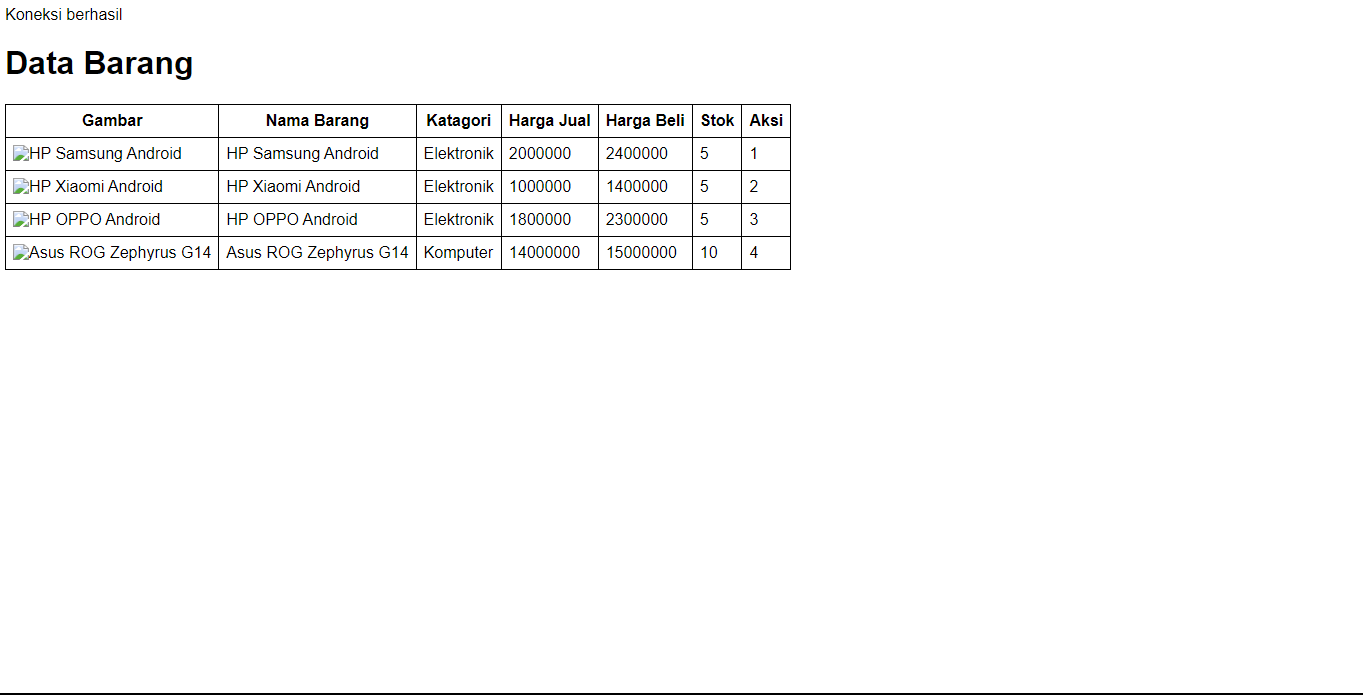 Koneksi berhasil
Data Barang
Gambar Nama Barang Katagori Harga Jual Harga Beli Stok Aksi
HP Samsung Android HP Samsung Android Elektronik 2000000 2400000 5 1
HP Xiaomi Android HP Xiaomi Android Elektronik 1000000 1400000 5 2
HP OPPO Android HP OPPO Android Elektronik 1800000 2300000 5 3
Asus ROG Zephyrus G14 Asus ROG Zephyrus G14 Komputer 14000000 15000000 10 4